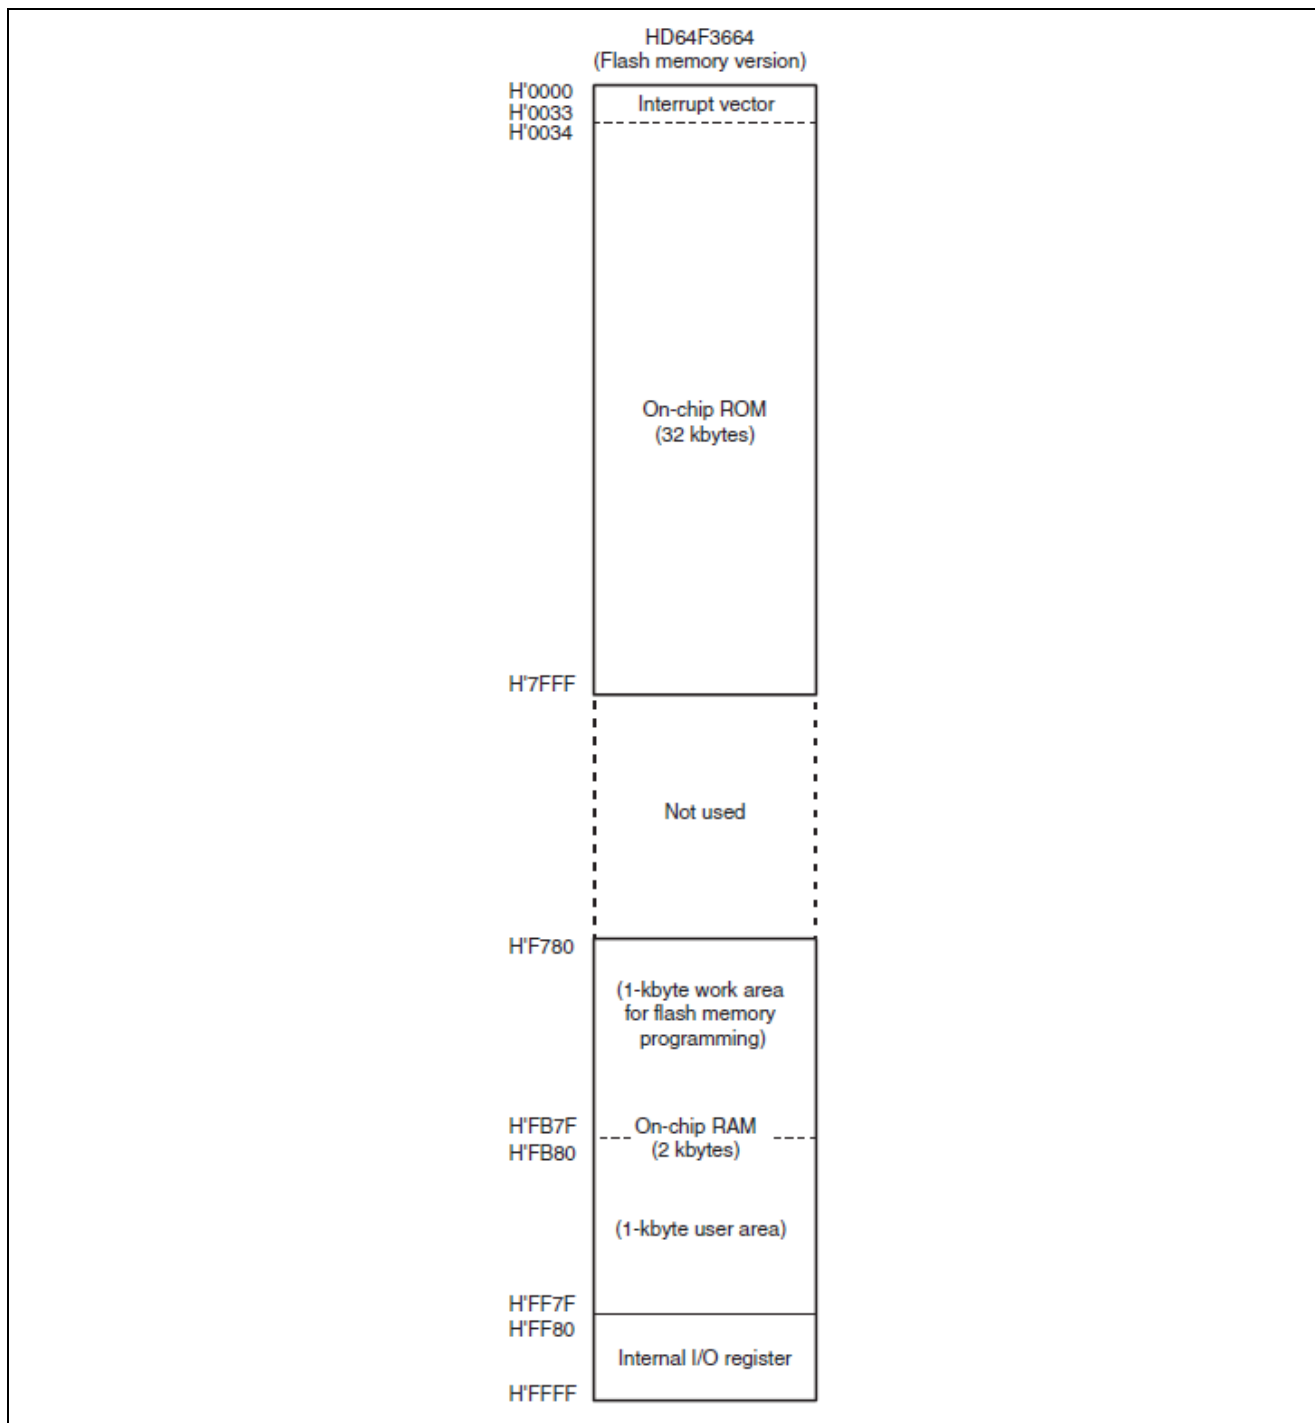 HD64F3664
(Flash memory version)
H'0000
Interrupt vector
H'0033
H'0034
On-chip ROM
(32 kbytes)
H'7FFF
Not used
H'F780
(1-kbyte work area
for flash memory
programming)
H'FB7F
On-chip RAM
(2 kbytes)
H'FB80
(1-kbyte user area)
H'FF7F
H'FF80
Internal I/O register
H'FFFF